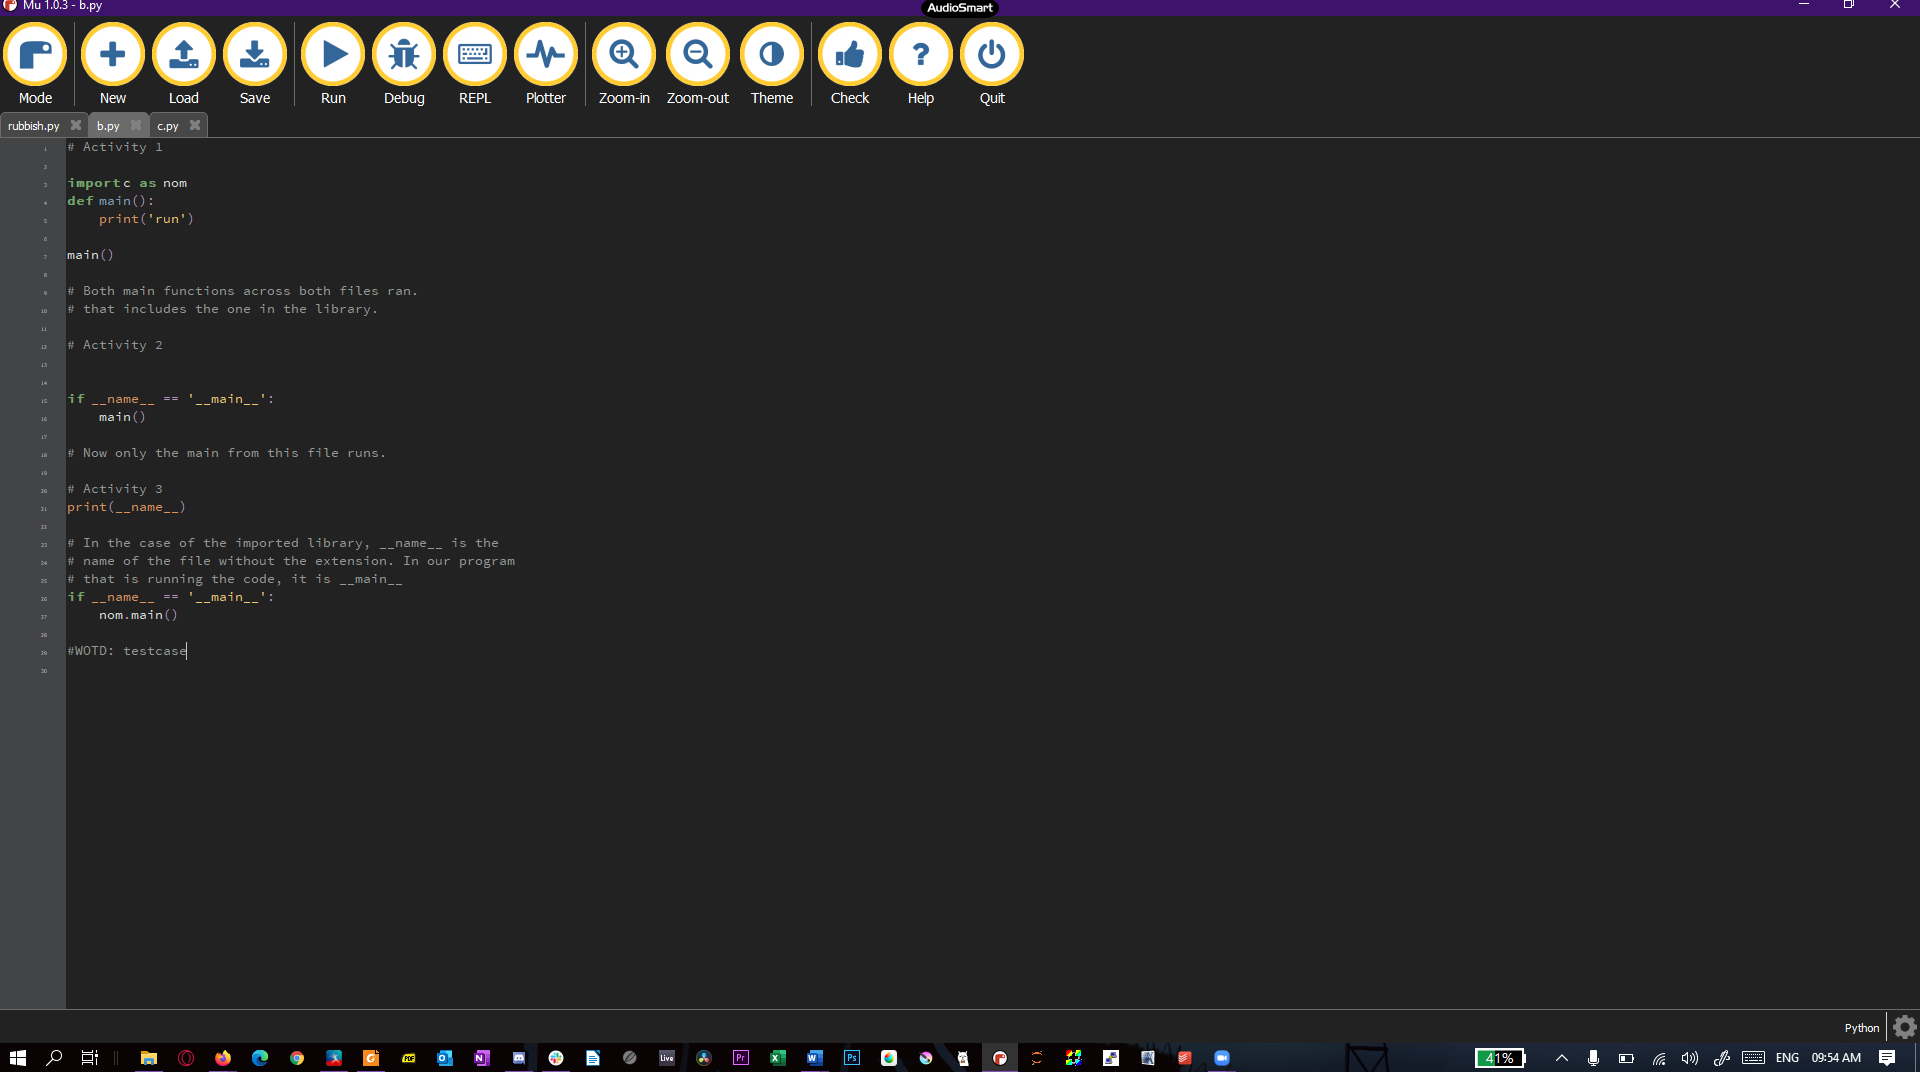 Mu 1.0.3 - b.py
AudioSmart
Mode New Load Save Run Debug REPL Plotter Zoom-in Zoom-out Theme Check Help Quit
rubbish.py b.py c.py
1 # Activity 1
2
3 import c as nom
4 def main():
5     print('run')
6
7 main()
8
9 # Both main functions across both files ran.
10 # that includes the one in the library.
11
12 # Activity 2
13
14
15 if __name__ == '__main__':
16     main()
17
18 # Now only the main from this file runs.
19
20 # Activity 3
21 print(__name__)
22
23 # In the case of the imported library, __name__ is the
24 # name of the file without the extension. In our program
25 # that is running the code, it is __main__
26 if __name__ == '__main__':
27     nom.main()
28
29 #WOTD: testcase
30
Python
41% ENG 09:54 AM